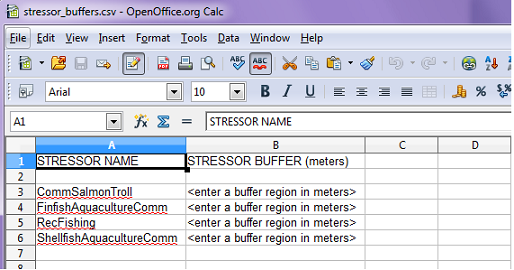 stressor_buffers.csv - OpenOffice.org Calc
File Edit View Insert Format Tools Data Window Help
ABC ABC
Arial 10 B I U % $%
A1 STRESSOR NAME
A B C D
1 STRESSOR NAME STRESSOR BUFFER (meters)
2
3 CommSalmonTroll <enter a buffer region in meters>
4 FinfishAquacultureComm <enter a buffer region in meters>
5 RecFishing <enter a buffer region in meters>
6 ShellfishAquacultureComm <enter a buffer region in meters>
7